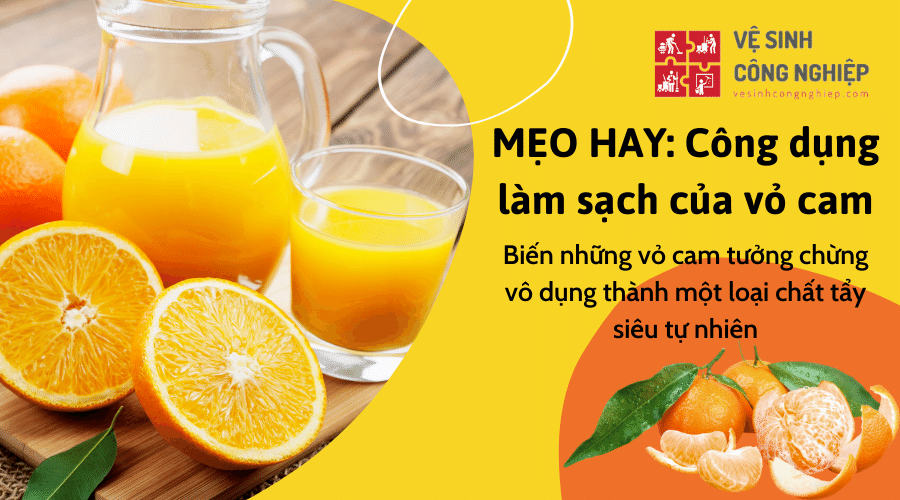 VỆ SINH
CÔNG NGHIỆP
vesinhcongnghiep.com
MẸO HAY: Công dụng
làm sạch của vỏ cam
Biến những vỏ cam tưởng chừng
vô dụng thành một loại chất tẩy
siêu tự nhiên